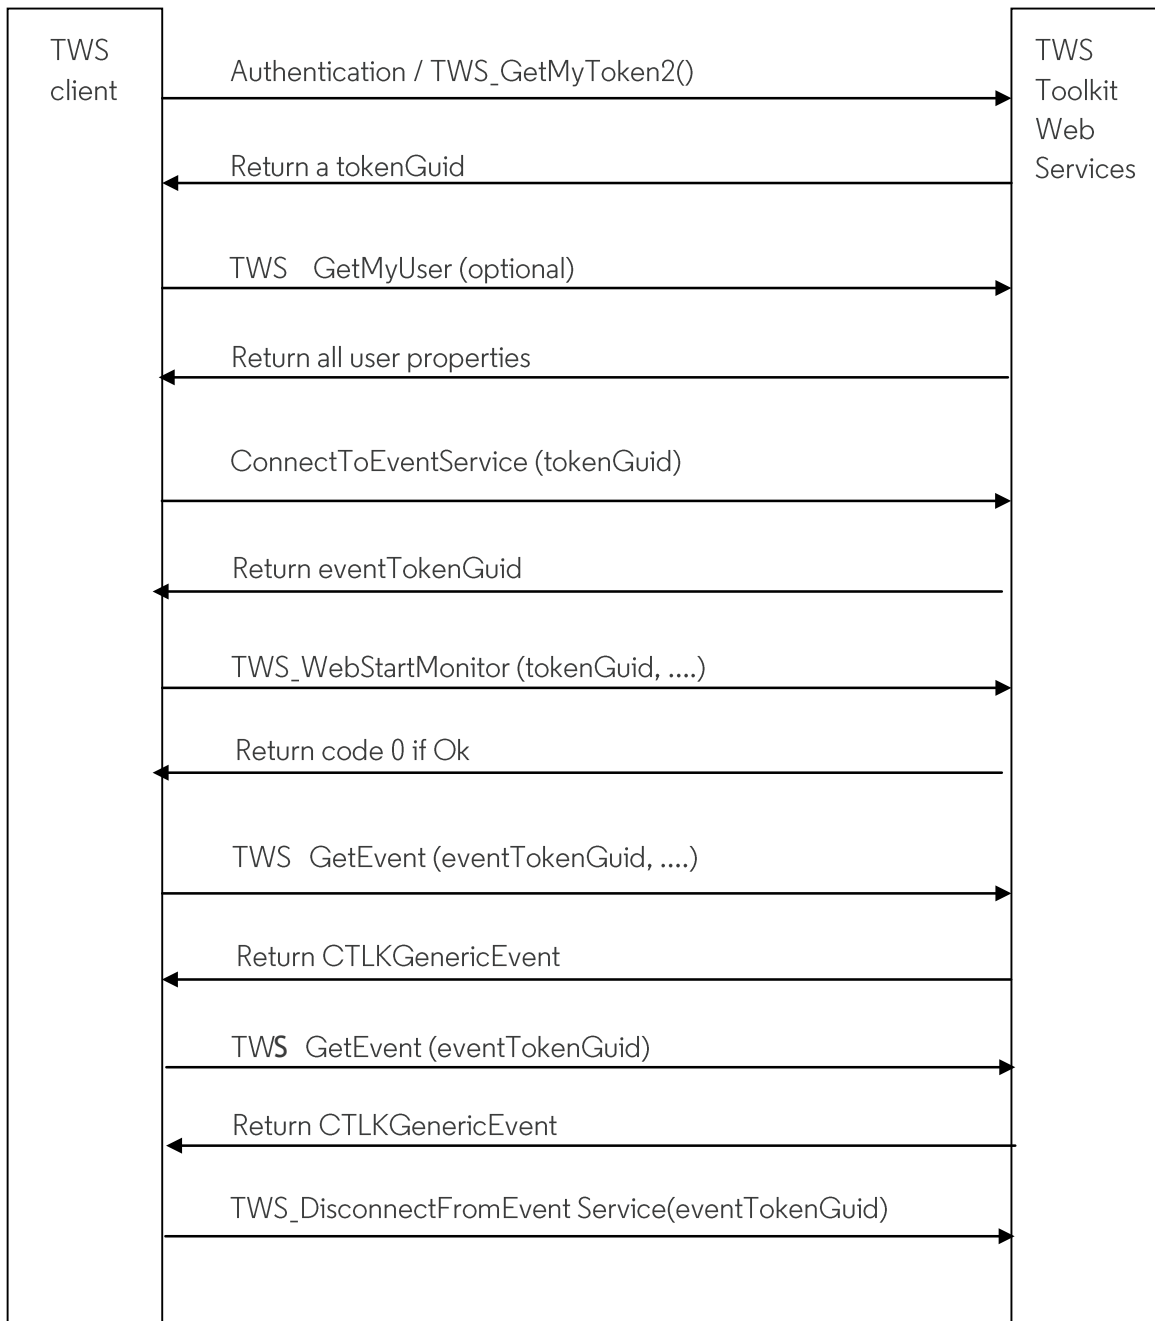 TWS
client
TWS
Toolkit
Web
Services
Authentication / TWS_GetMyToken2()
Return a tokenGuid
TWS GetMyUser (optional)
Return all user properties
ConnectToEventService (tokenGuid)
Return eventTokenGuid
TWS_WebStartMonitor (tokenGuid, ....)
Return code 0 if Ok
TWS GetEvent (eventTokenGuid, ....)
Return CTLKGenericEvent
TWS GetEvent (eventTokenGuid)
Return CTLKGenericEvent
TWS_DisconnectFromEvent Service(eventTokenGuid)